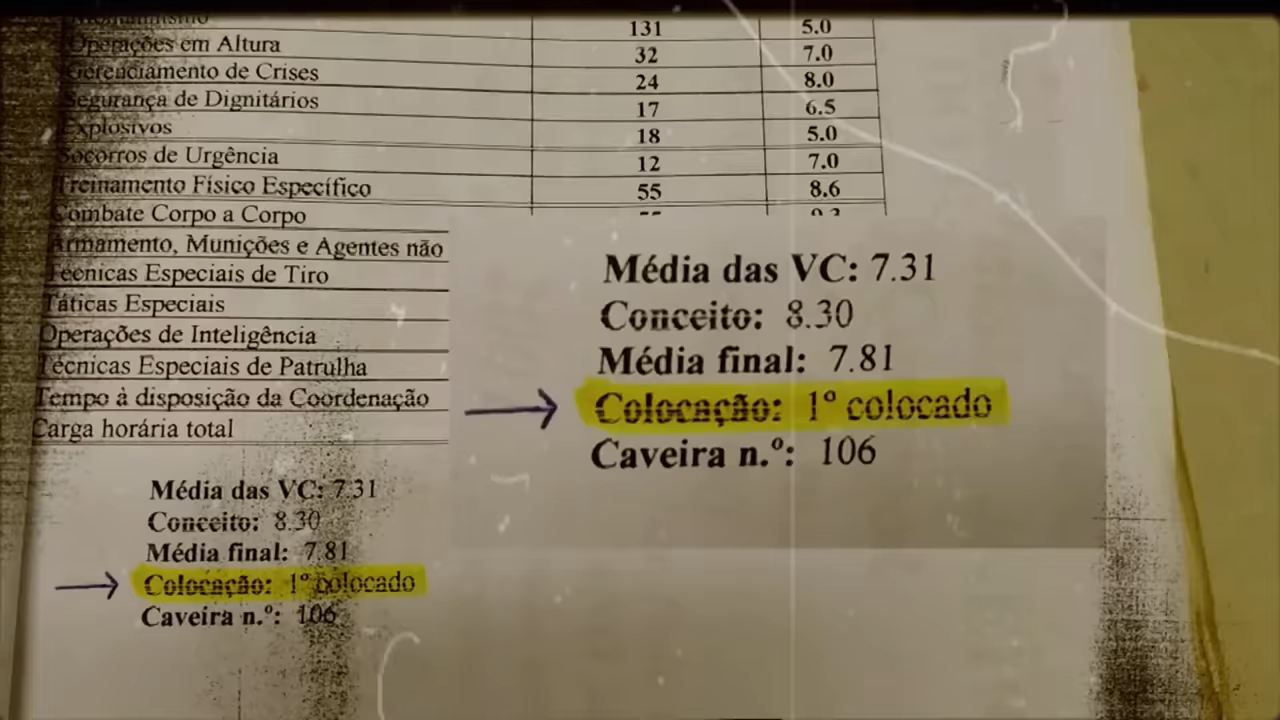 Montanhismo 131 5.0
Operações em Altura 32 7.0
Gerenciamento de Crises 24 8.0
Segurança de Dignitários 17 6.5
Explosivos 18 5.0
Socorros de Urgência 12 7.0
Treinamento Físico Específico 55 8.6
Combate Corpo a Corpo
Armamento, Munições e Agentes não
Técnicas Especiais de Tiro
Táticas Especiais
Operações de Inteligência
Técnicas Especiais de Patrulha
Tempo à disposição da Coordenação
Carga horária total
Média das VC: 7.31
Conceito: 8.30
Média final: 7.81
Colocação: 1º colocado
Caveira n.º: 106
Média das VC: 7.31
Conceito: 8.30
Média final: 7.81
Colocação: 1º colocado
Caveira n.º: 106